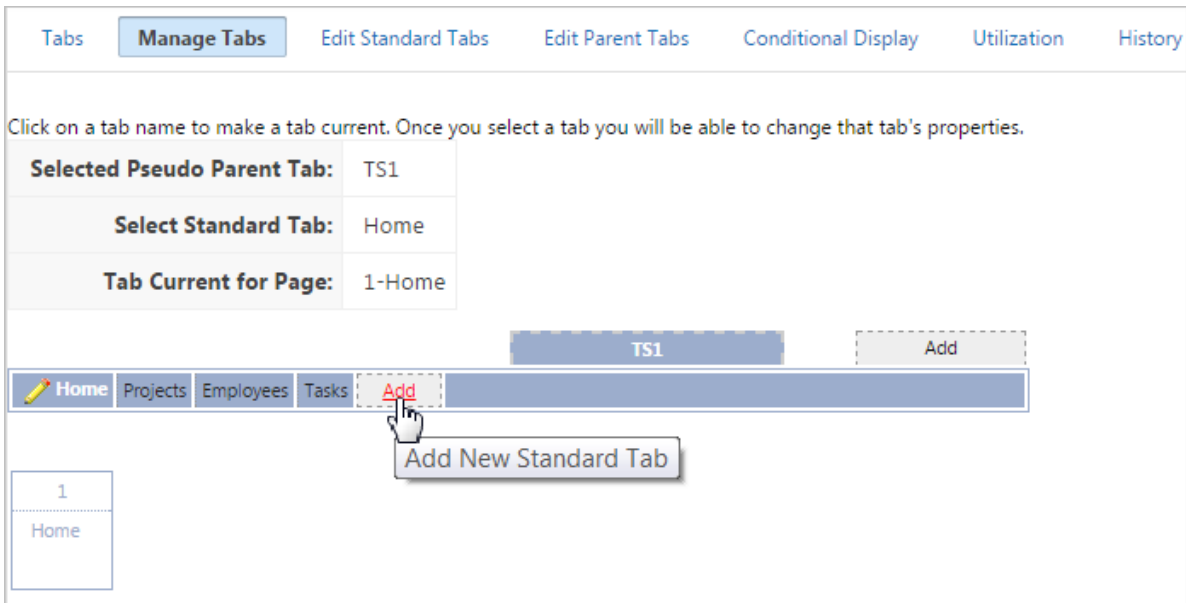 Tabs Manage Tabs Edit Standard Tabs Edit Parent Tabs Conditional Display Utilization History
Click on a tab name to make a tab current. Once you select a tab you will be able to change that tab's properties.
Selected Pseudo Parent Tab: TS1
Select Standard Tab: Home
Tab Current for Page: 1-Home
TS1 Add
Home Projects Employees Tasks Add
Add New Standard Tab
1
Home